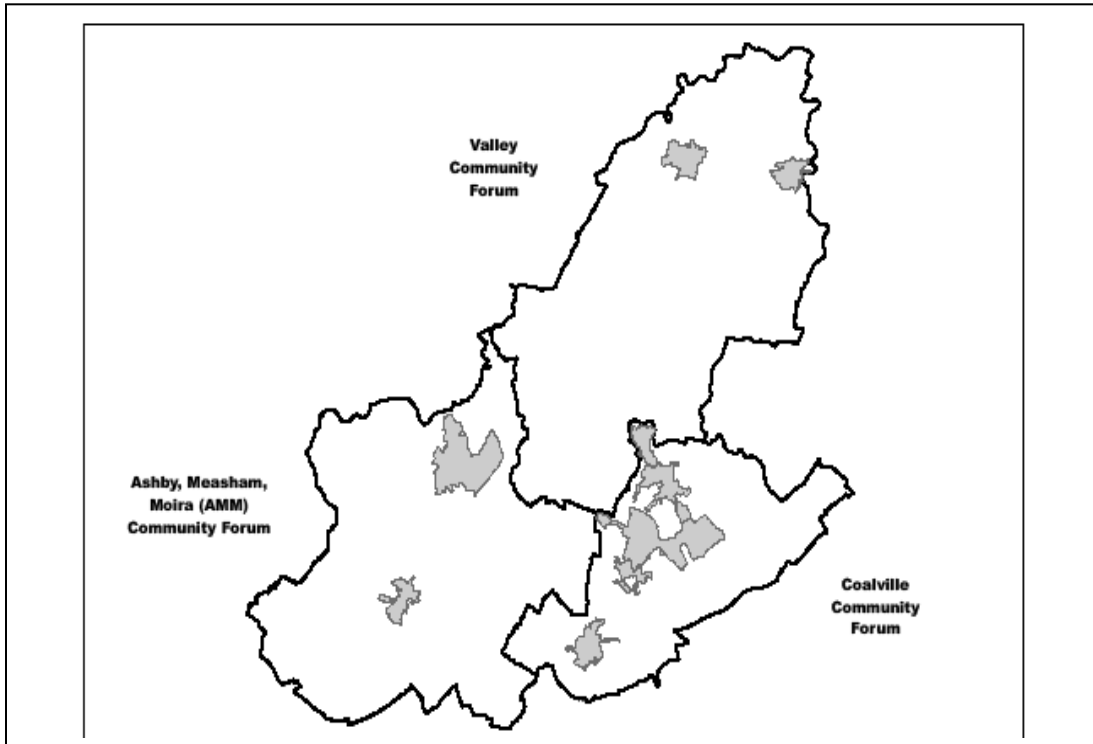 Valley
Community
Forum
Ashby, Measham,
Moira (AMM)
Community Forum
Coalville
Community
Forum